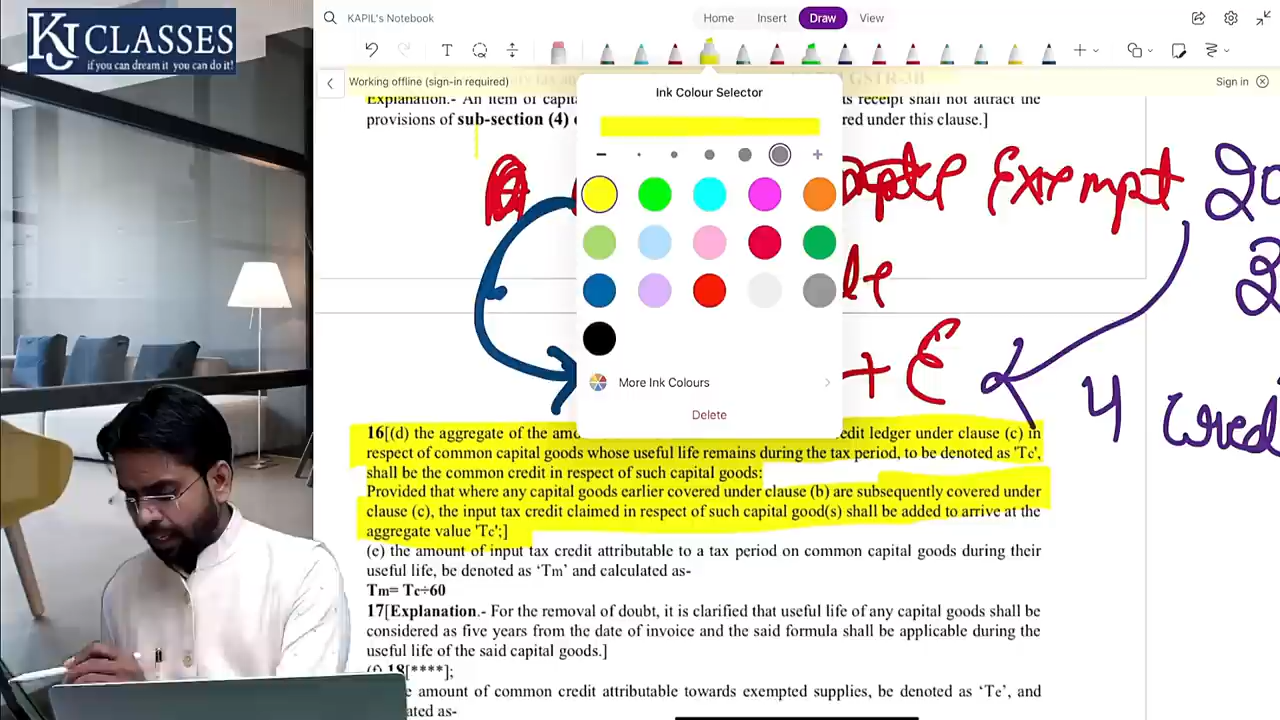 KJ CLASSES
if you can dream it you can do it!
KAPIL's Notebook
Home Insert Draw View
Working offline (sign-in required)
Sign in
GSTR-3B
Explanation.- An item of capi
ts receipt shall not attract the
provisions of sub-section (4)
red under this clause.]
Ink Colour Selector
Exempt
+ E
4
More Ink Colours
Delete
16[(d) the aggregate of the amo
edit ledger under clause (c) in
respect of common capital goods whose useful life remains during the tax period, to be denoted as 'Tc',
shall be the common credit in respect of such capital goods:
Provided that where any capital goods earlier covered under clause (b) are subsequently covered under
clause (c), the input tax credit claimed in respect of such capital good(s) shall be added to arrive at the
aggregate value 'Tc';]
(e) the amount of input tax credit attributable to a tax period on common capital goods during their
useful life, be denoted as ‘Tm’ and calculated as-
Tm= Tc÷60
17[Explanation.- For the removal of doubt, it is clarified that useful life of any capital goods shall be
considered as five years from the date of invoice and the said formula shall be applicable during the
useful life of the said capital goods.]
(f) 18[****];
e amount of common credit attributable towards exempted supplies, be denoted as ‘Te’, and
ated as-